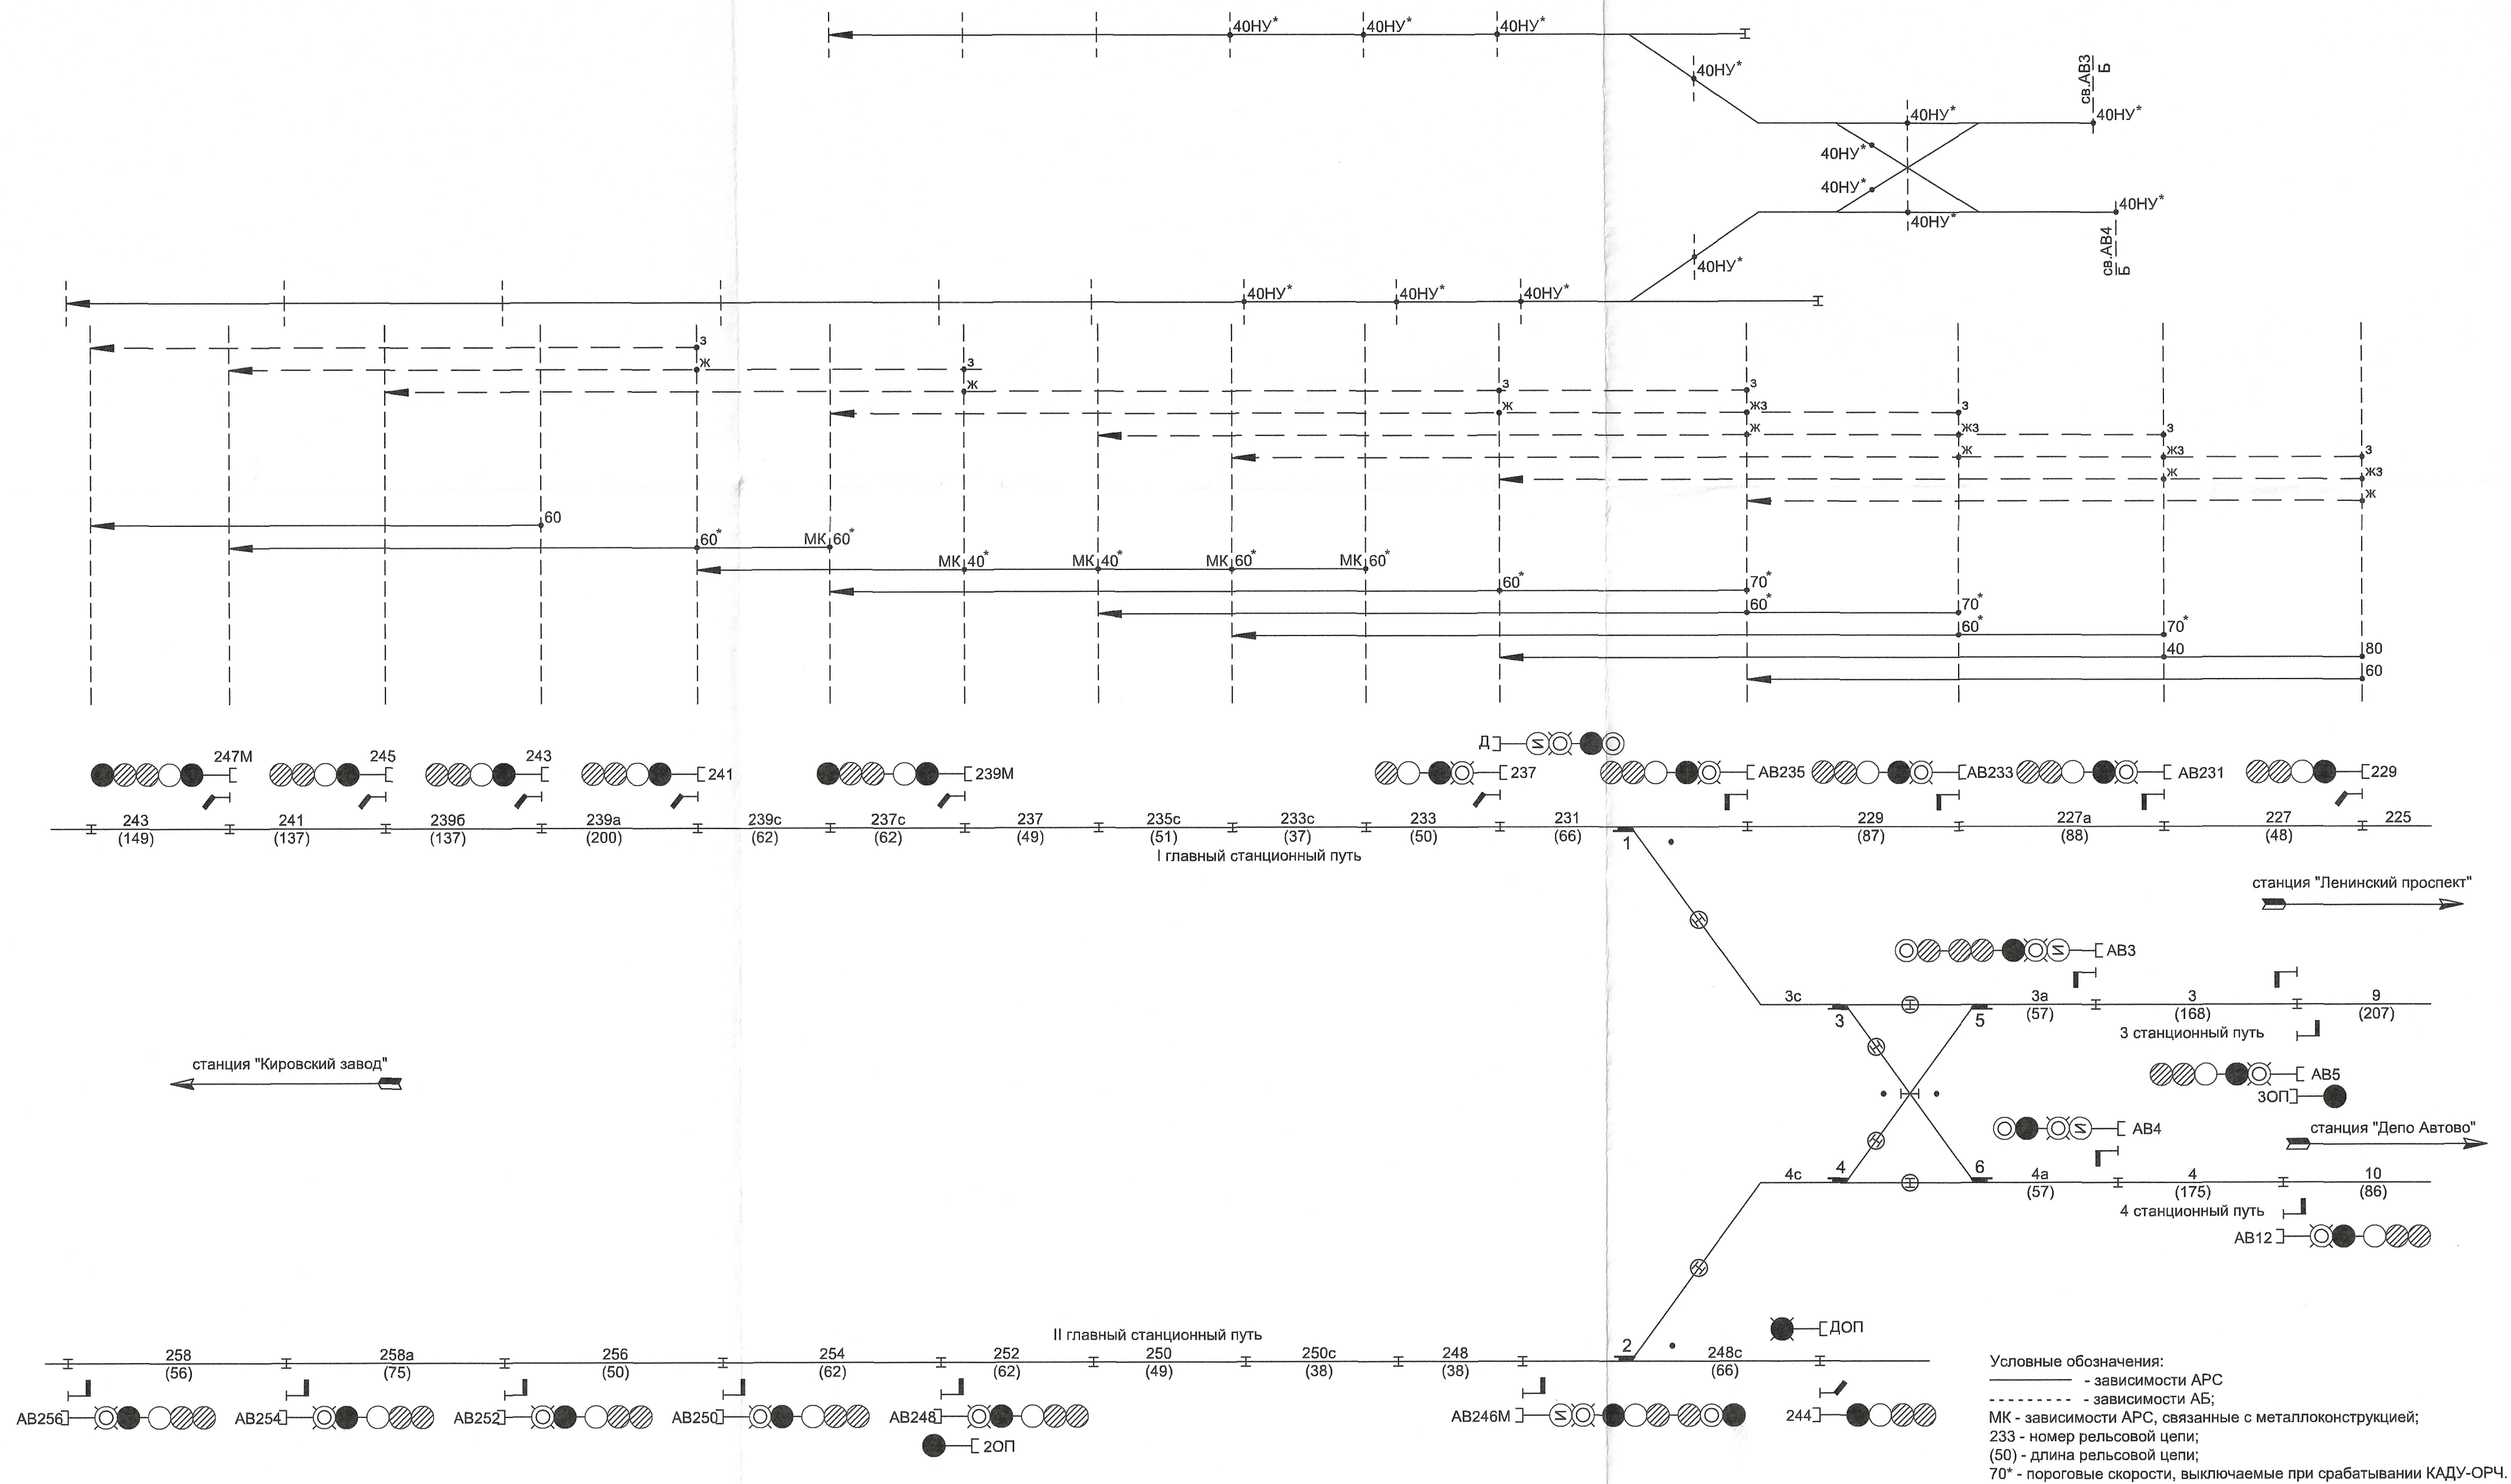 40НУ* 40НУ* 40НУ*
40НУ*
св.АВ3
Б
40НУ* 40НУ*
40НУ*
40НУ*
40НУ* 40НУ*
св.АВ4
Б
40НУ*
40НУ* 40НУ* 40НУ*
З
Ж З
Ж З З
Ж ЖЗ З
Ж ЖЗ З
Ж ЖЗ З
Ж ЖЗ
Ж
60
60* МК 60*
МК 40* МК 40* МК 60* МК 60*
60* 70*
60* 70*
60* 70*
40 80
60
Д
247М 245 243 241 239М 237 АВ235 АВ233 АВ231 229
243 241 239б 239а 239с 237с 237 235с 233с 233 231 229 227а 227 225
(149) (137) (137) (200) (62) (62) (49) (51) (37) (50) (66) (87) (88) (48)
1
I главный станционный путь
станция "Ленинский проспект"
АВ3
3с 3а 3 9
3 5 (57) (168) (207)
3 станционный путь
станция "Кировский завод"
АВ5
3ОП
АВ4
станция "Депо Автово"
4с 4 6 4а 4 10
(57) (175) (86)
4 станционный путь
АВ12
ДОП
II главный станционный путь
2
258 258а 256 254 252 250 250с 248 248с
(56) (75) (50) (62) (62) (49) (38) (38) (66)
АВ256 АВ254 АВ252 АВ250 АВ248 АВ246М 244
2ОП
Условные обозначения:
- зависимости АРС
- зависимости АБ;
МК - зависимости АРС, связанные с металлоконструкцией;
233 - номер рельсовой цепи;
(50) - длина рельсовой цепи;
70* - пороговые скорости, выключаемые при срабатывании КАДУ-ОРЧ.